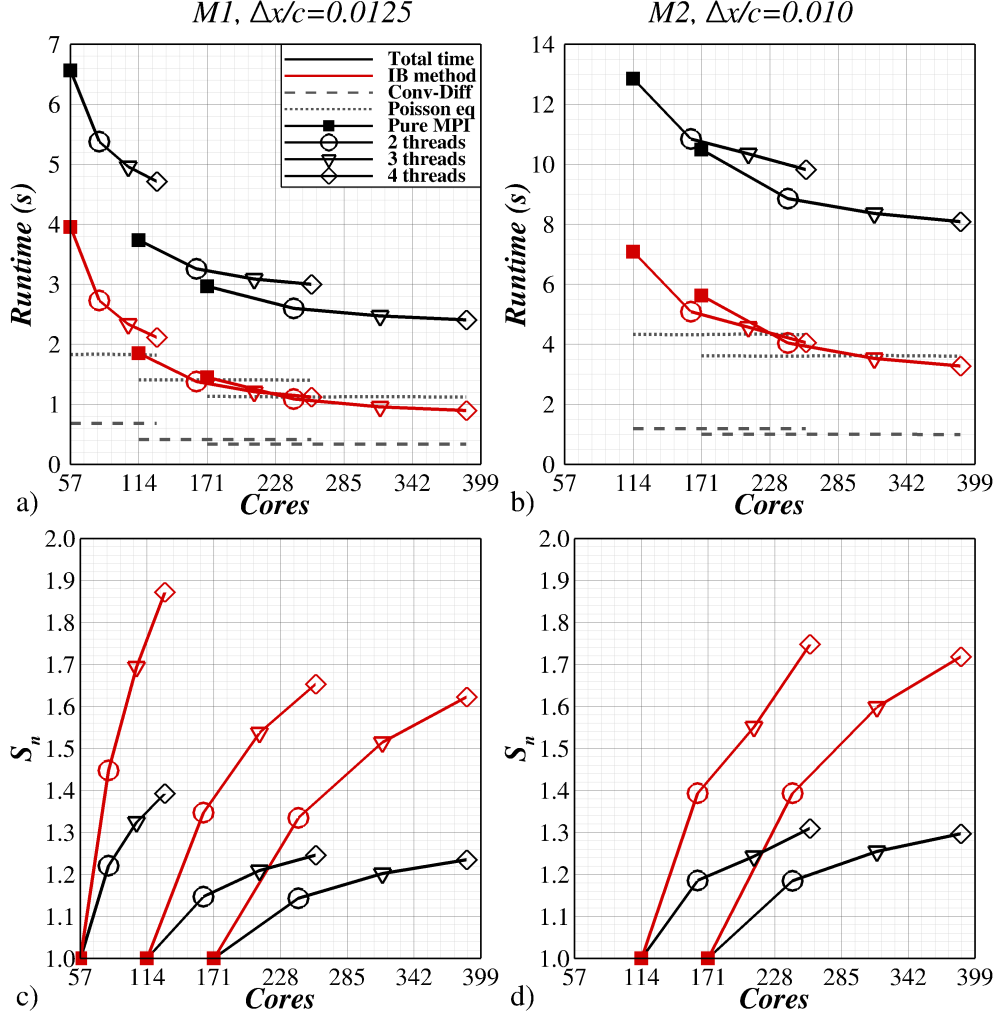 M1, Δx/c=0.0125
M2, Δx/c=0.010
7
6
5
4
3
2
1
0
Runtime (s)
Total time
IB method
Conv-Diff
Poisson eq
Pure MPI
2 threads
3 threads
4 threads
57 114 171 228 285 342 399
Cores
a)
14
12
10
8
6
4
2
0
Runtime (s)
57 114 171 228 285 342 399
Cores
b)
2.0
1.9
1.8
1.7
1.6
1.5
1.4
1.3
1.2
1.1
1.0
Sn
57 114 171 228 285 342 399
Cores
c)
2.0
1.9
1.8
1.7
1.6
1.5
1.4
1.3
1.2
1.1
1.0
Sn
57 114 171 228 285 342 399
Cores
d)